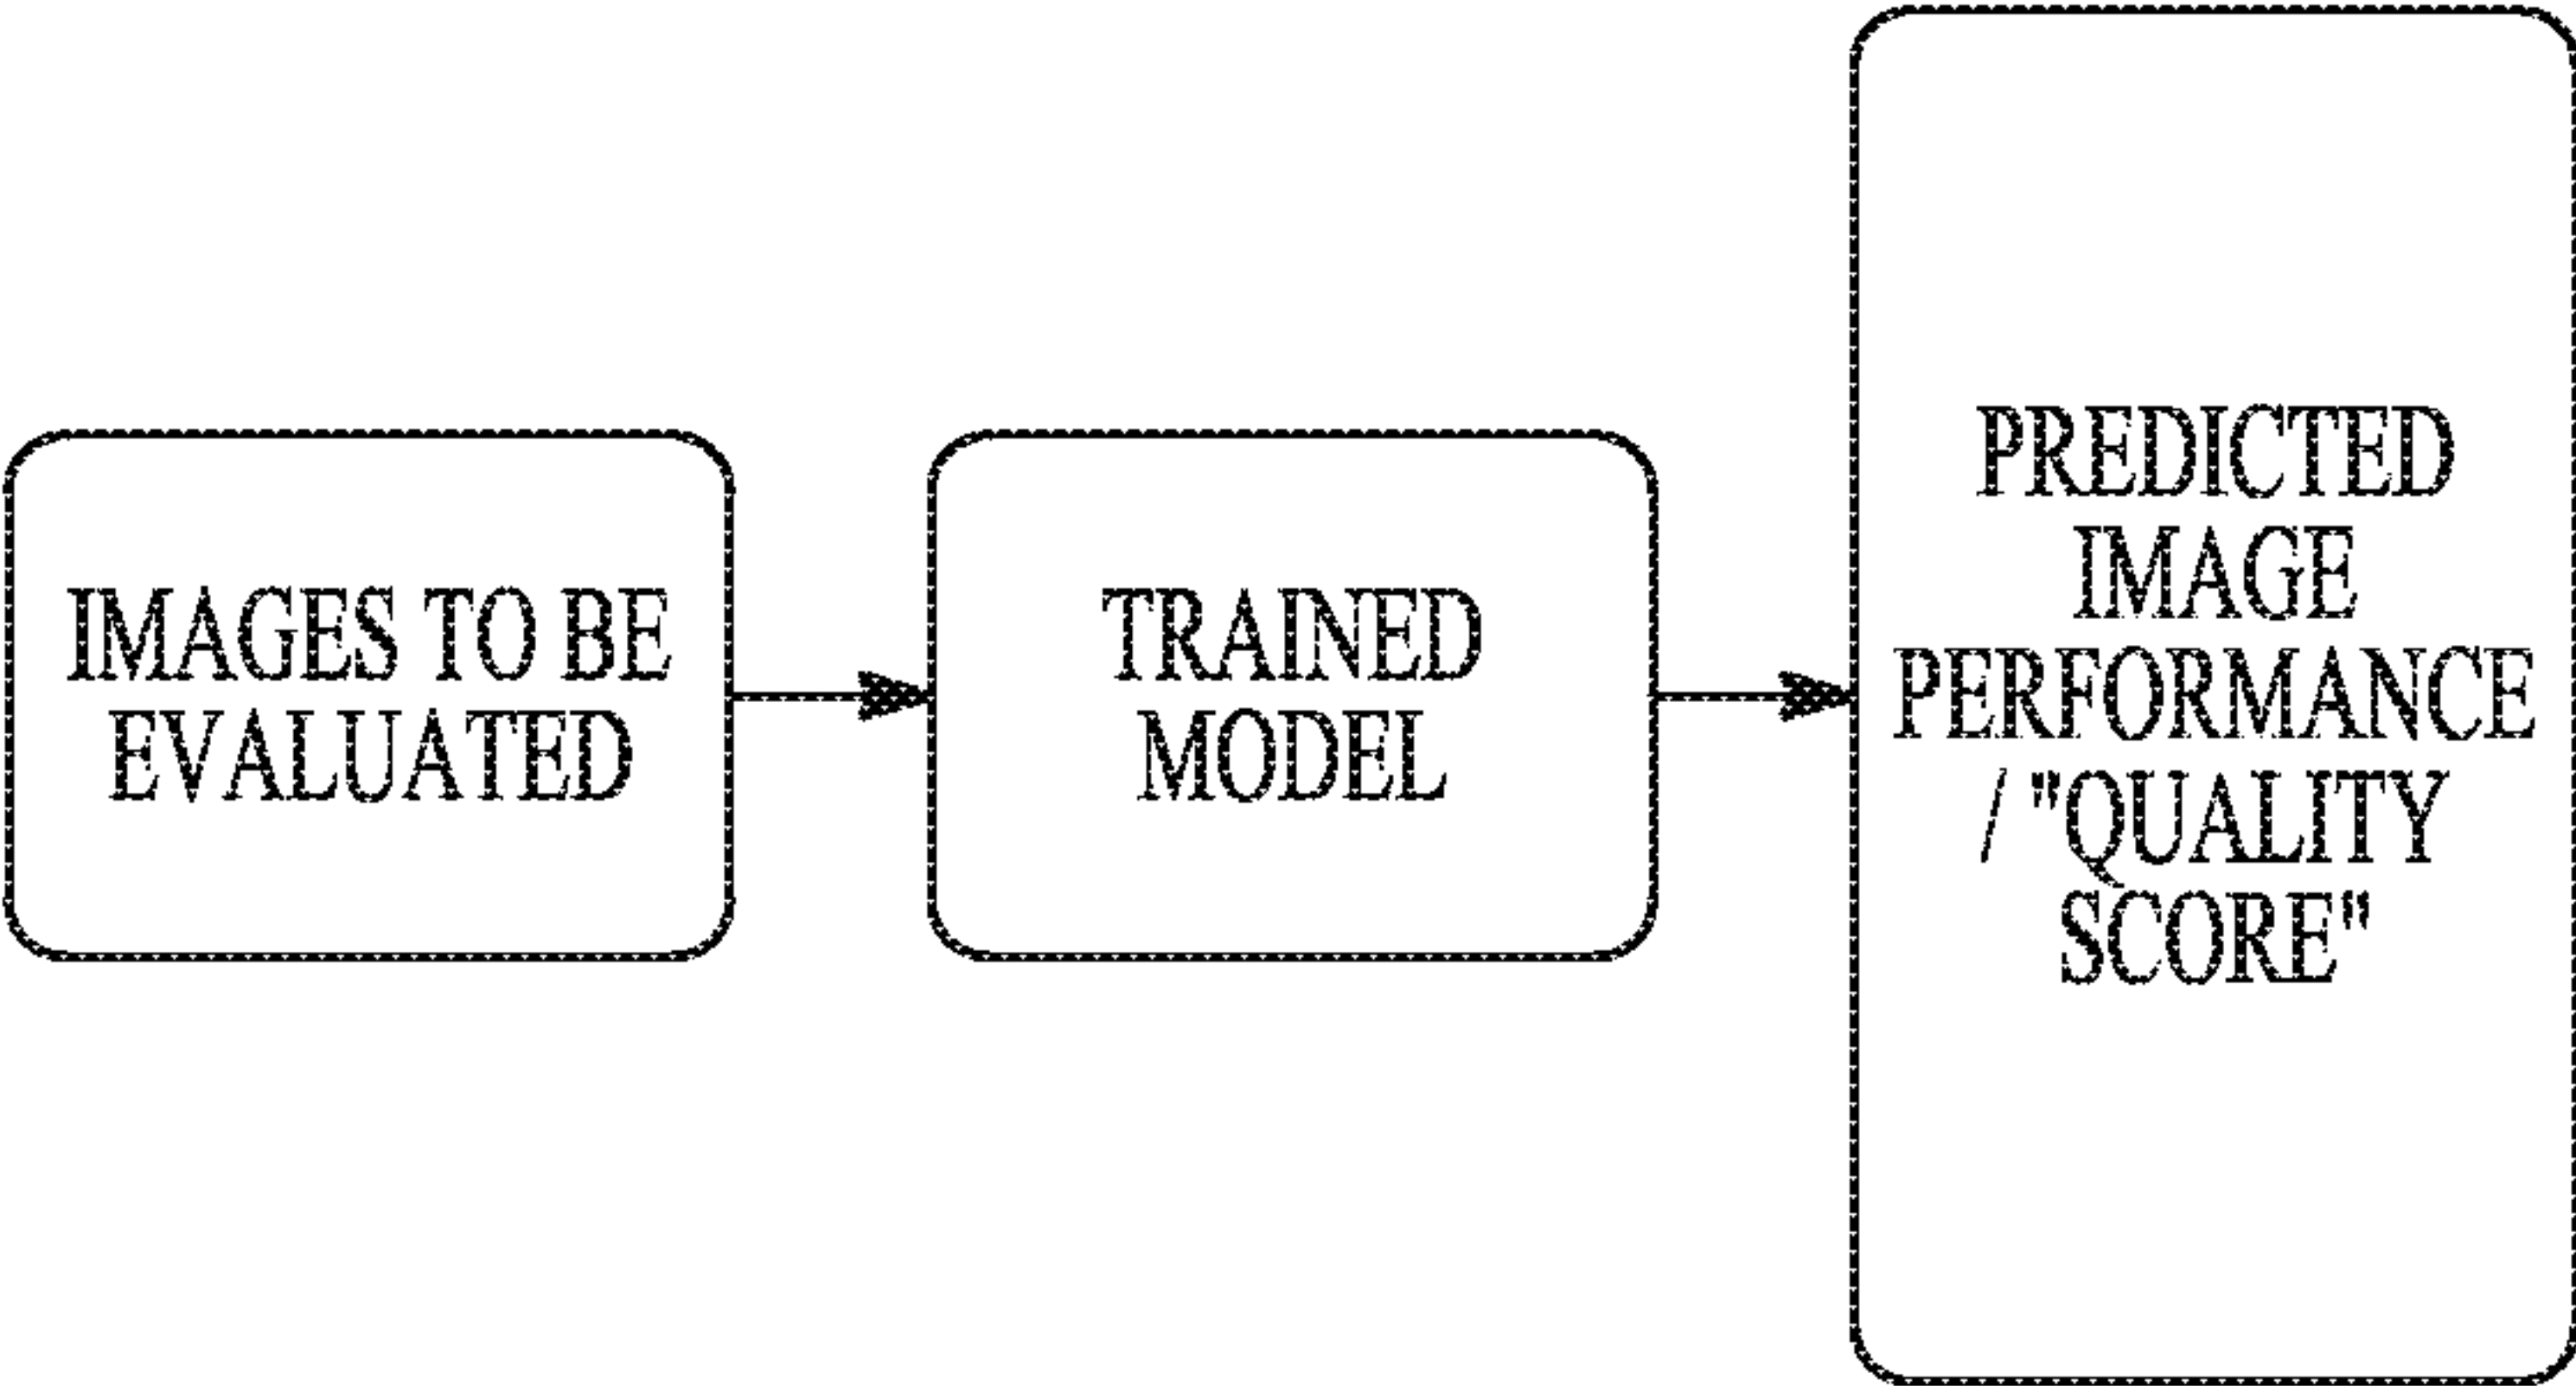 IMAGES TO BE
EVALUATED
TRAINED
MODEL
PREDICTED
IMAGE
PERFORMANCE
/ "QUALITY
SCORE"